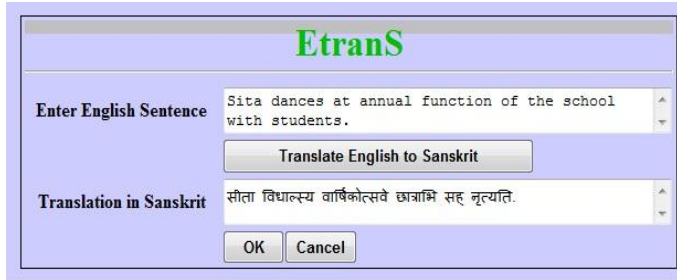 EtranS
Enter English Sentence
Sita dances at annual function of the school
with students.
Translate English to Sanskrit
Translation in Sanskrit
सीता विधाल्स्य वार्षिकोत्सवे छात्राभि सह नृत्यति.
OK Cancel